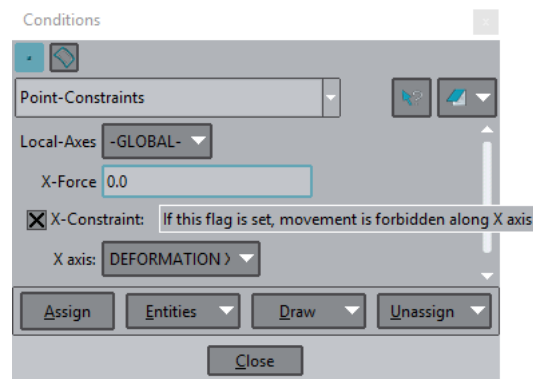 Conditions
Point-Constraints
Local-Axes -GLOBAL-
X-Force 0.0
X-Constraint: If this flag is set, movement is forbidden along X axis
X axis: DEFORMATION
Assign Entities Draw Unassign
Close